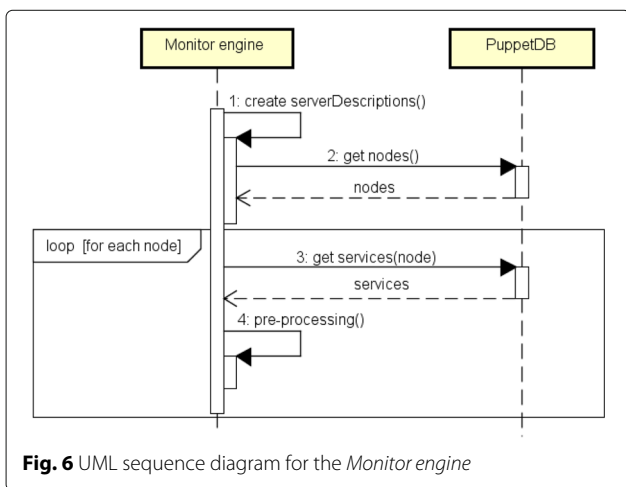 Monitor engine
PuppetDB
1: create serverDescriptions()
2: get nodes()
nodes
loop [for each node]
3: get services(node)
services
4: pre-processing()
Fig. 6 UML sequence diagram for the Monitor engine